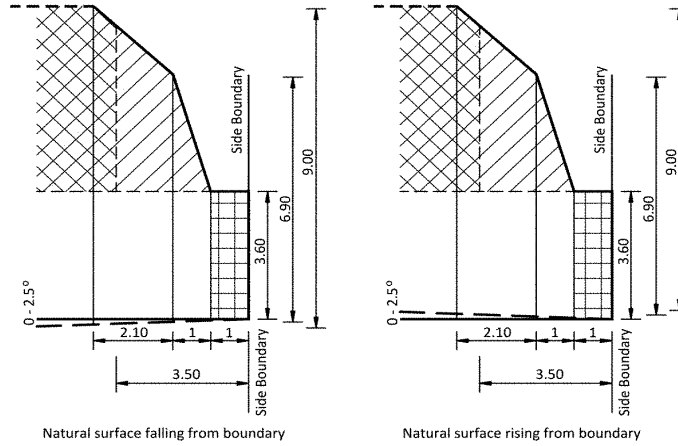 Side Boundary
9.00
6.90
3.60
0 - 2.5°
2.10
1
1
3.50
Side Boundary
Natural surface falling from boundary
Side Boundary
9.00
6.90
3.60
0 - 2.5°
2.10
1
1
3.50
Side Boundary
Natural surface rising from boundary